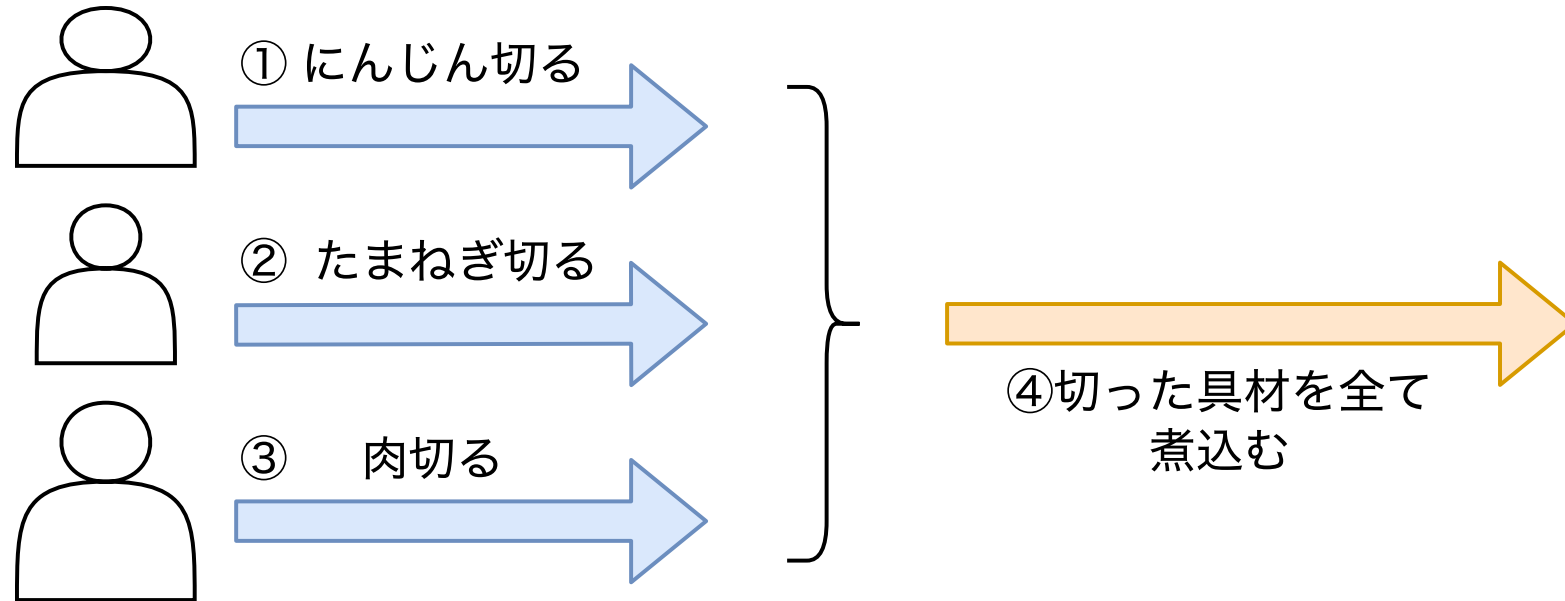 ① にんじん切る
② たまねぎ切る
③ 肉切る
④切った具材を全て
煮込む